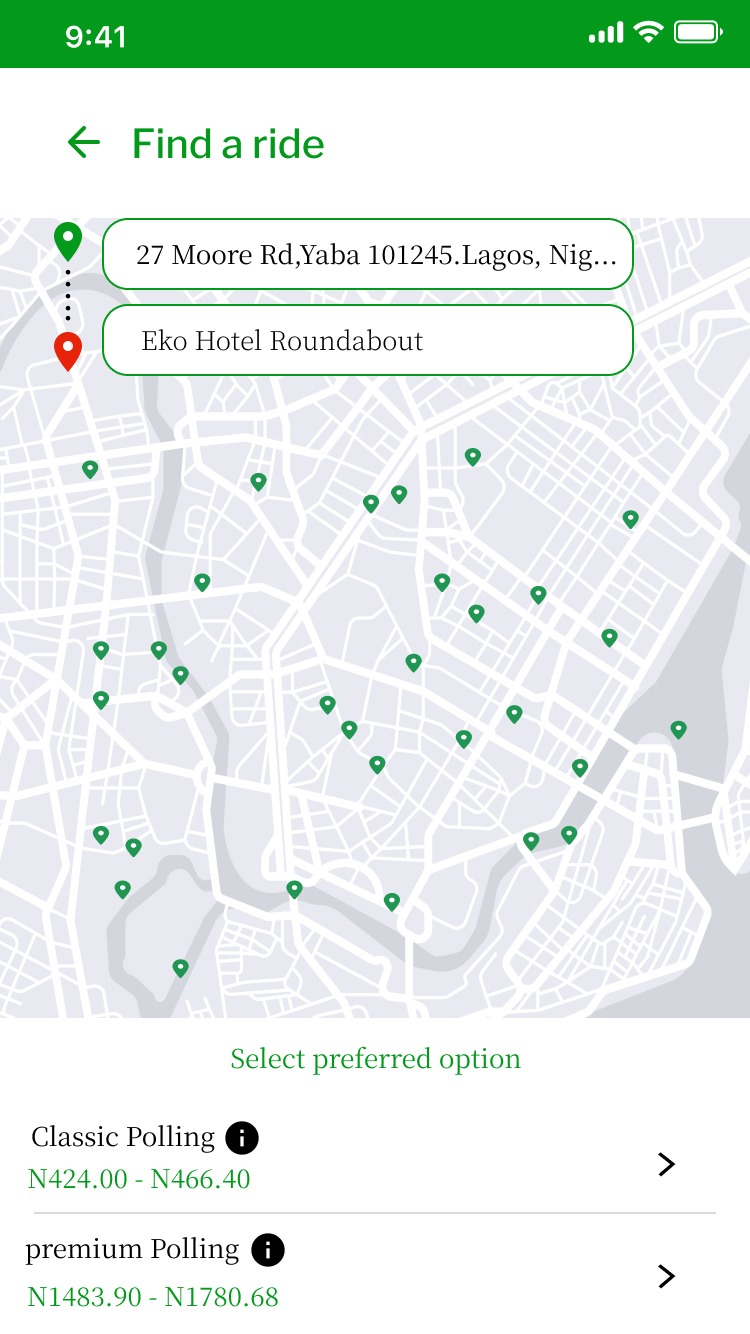 9:41
Find a ride
27 Moore Rd,Yaba 101245.Lagos, Nig...
Eko Hotel Roundabout
Select preferred option
Classic Polling
N424.00 - N466.40
premium Polling
N1483.90 - N1780.68